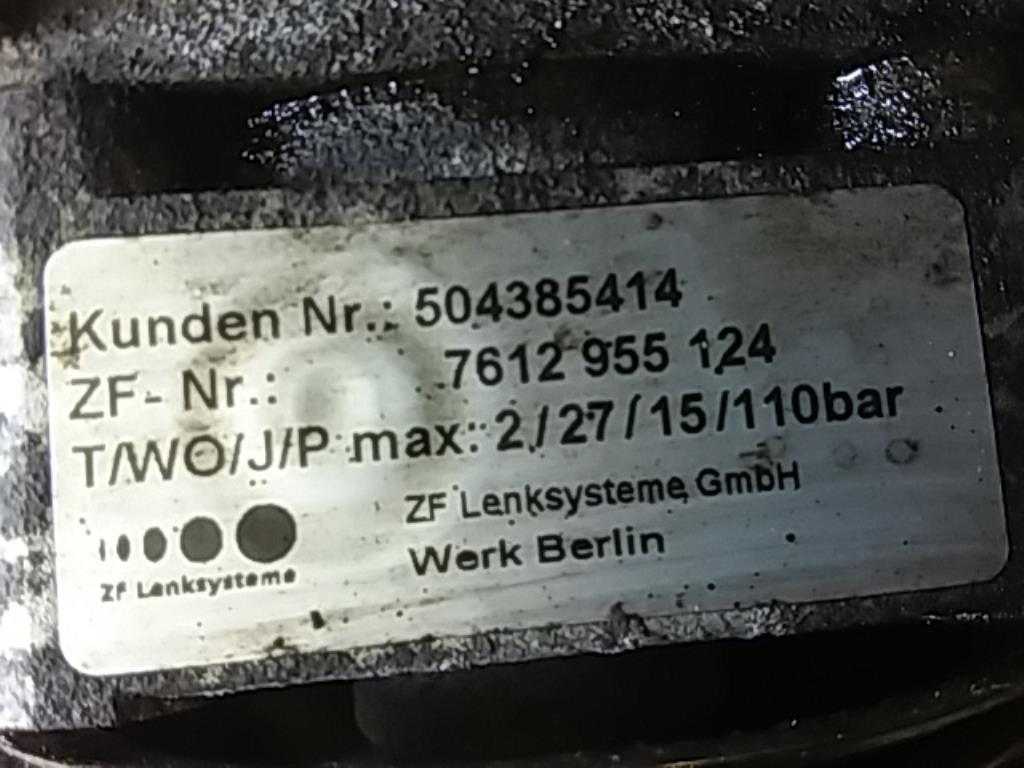 Kunden Nr.: 504385414
ZF- Nr.: 7612 955 124
T/WO/J/P max: 2/27/15/110bar
ZF Lenksysteme GmbH
Werk Berlin
ZF Lenksysteme